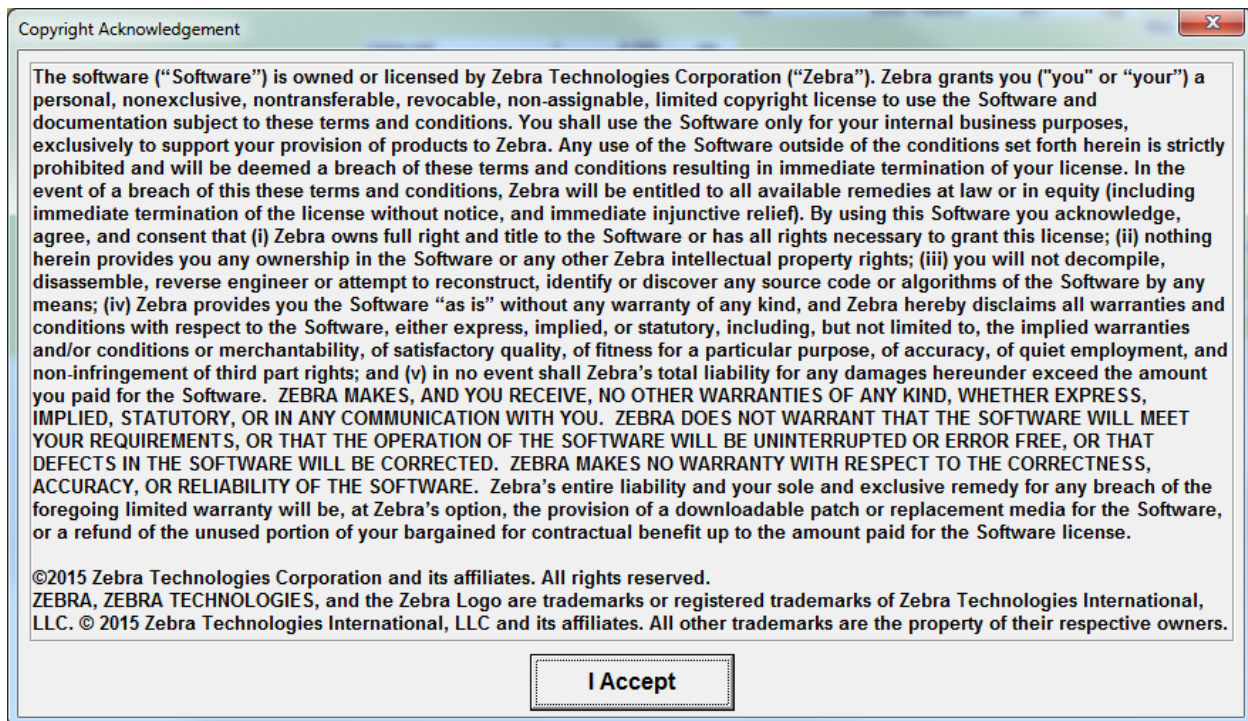 Copyright Acknowledgement
The software (“Software”) is owned or licensed by Zebra Technologies Corporation (“Zebra”). Zebra grants you ("you" or “your”) a
personal, nonexclusive, nontransferable, revocable, non-assignable, limited copyright license to use the Software and
documentation subject to these terms and conditions. You shall use the Software only for your internal business purposes,
exclusively to support your provision of products to Zebra. Any use of the Software outside of the conditions set forth herein is strictly
prohibited and will be deemed a breach of these terms and conditions resulting in immediate termination of your license. In the
event of a breach of this these terms and conditions, Zebra will be entitled to all available remedies at law or in equity (including
immediate termination of the license without notice, and immediate injunctive relief). By using this Software you acknowledge,
agree, and consent that (i) Zebra owns full right and title to the Software or has all rights necessary to grant this license; (ii) nothing
herein provides you any ownership in the Software or any other Zebra intellectual property rights; (iii) you will not decompile,
disassemble, reverse engineer or attempt to reconstruct, identify or discover any source code or algorithms of the Software by any
means; (iv) Zebra provides you the Software “as is” without any warranty of any kind, and Zebra hereby disclaims all warranties and
conditions with respect to the Software, either express, implied, or statutory, including, but not limited to, the implied warranties
and/or conditions or merchantability, of satisfactory quality, of fitness for a particular purpose, of accuracy, of quiet employment, and
non-infringement of third part rights; and (v) in no event shall Zebra’s total liability for any damages hereunder exceed the amount
you paid for the Software.  ZEBRA MAKES, AND YOU RECEIVE, NO OTHER WARRANTIES OF ANY KIND, WHETHER EXPRESS,
IMPLIED, STATUTORY, OR IN ANY COMMUNICATION WITH YOU.  ZEBRA DOES NOT WARRANT THAT THE SOFTWARE WILL MEET
YOUR REQUIREMENTS, OR THAT THE OPERATION OF THE SOFTWARE WILL BE UNINTERRUPTED OR ERROR FREE, OR THAT
DEFECTS IN THE SOFTWARE WILL BE CORRECTED.  ZEBRA MAKES NO WARRANTY WITH RESPECT TO THE CORRECTNESS,
ACCURACY, OR RELIABILITY OF THE SOFTWARE.  Zebra’s entire liability and your sole and exclusive remedy for any breach of the
foregoing limited warranty will be, at Zebra’s option, the provision of a downloadable patch or replacement media for the Software,
or a refund of the unused portion of your bargained for contractual benefit up to the amount paid for the Software license.
©2015 Zebra Technologies Corporation and its affiliates. All rights reserved.
ZEBRA, ZEBRA TECHNOLOGIES, and the Zebra Logo are trademarks or registered trademarks of Zebra Technologies International,
LLC. © 2015 Zebra Technologies International, LLC and its affiliates. All other trademarks are the property of their respective owners.
I Accept